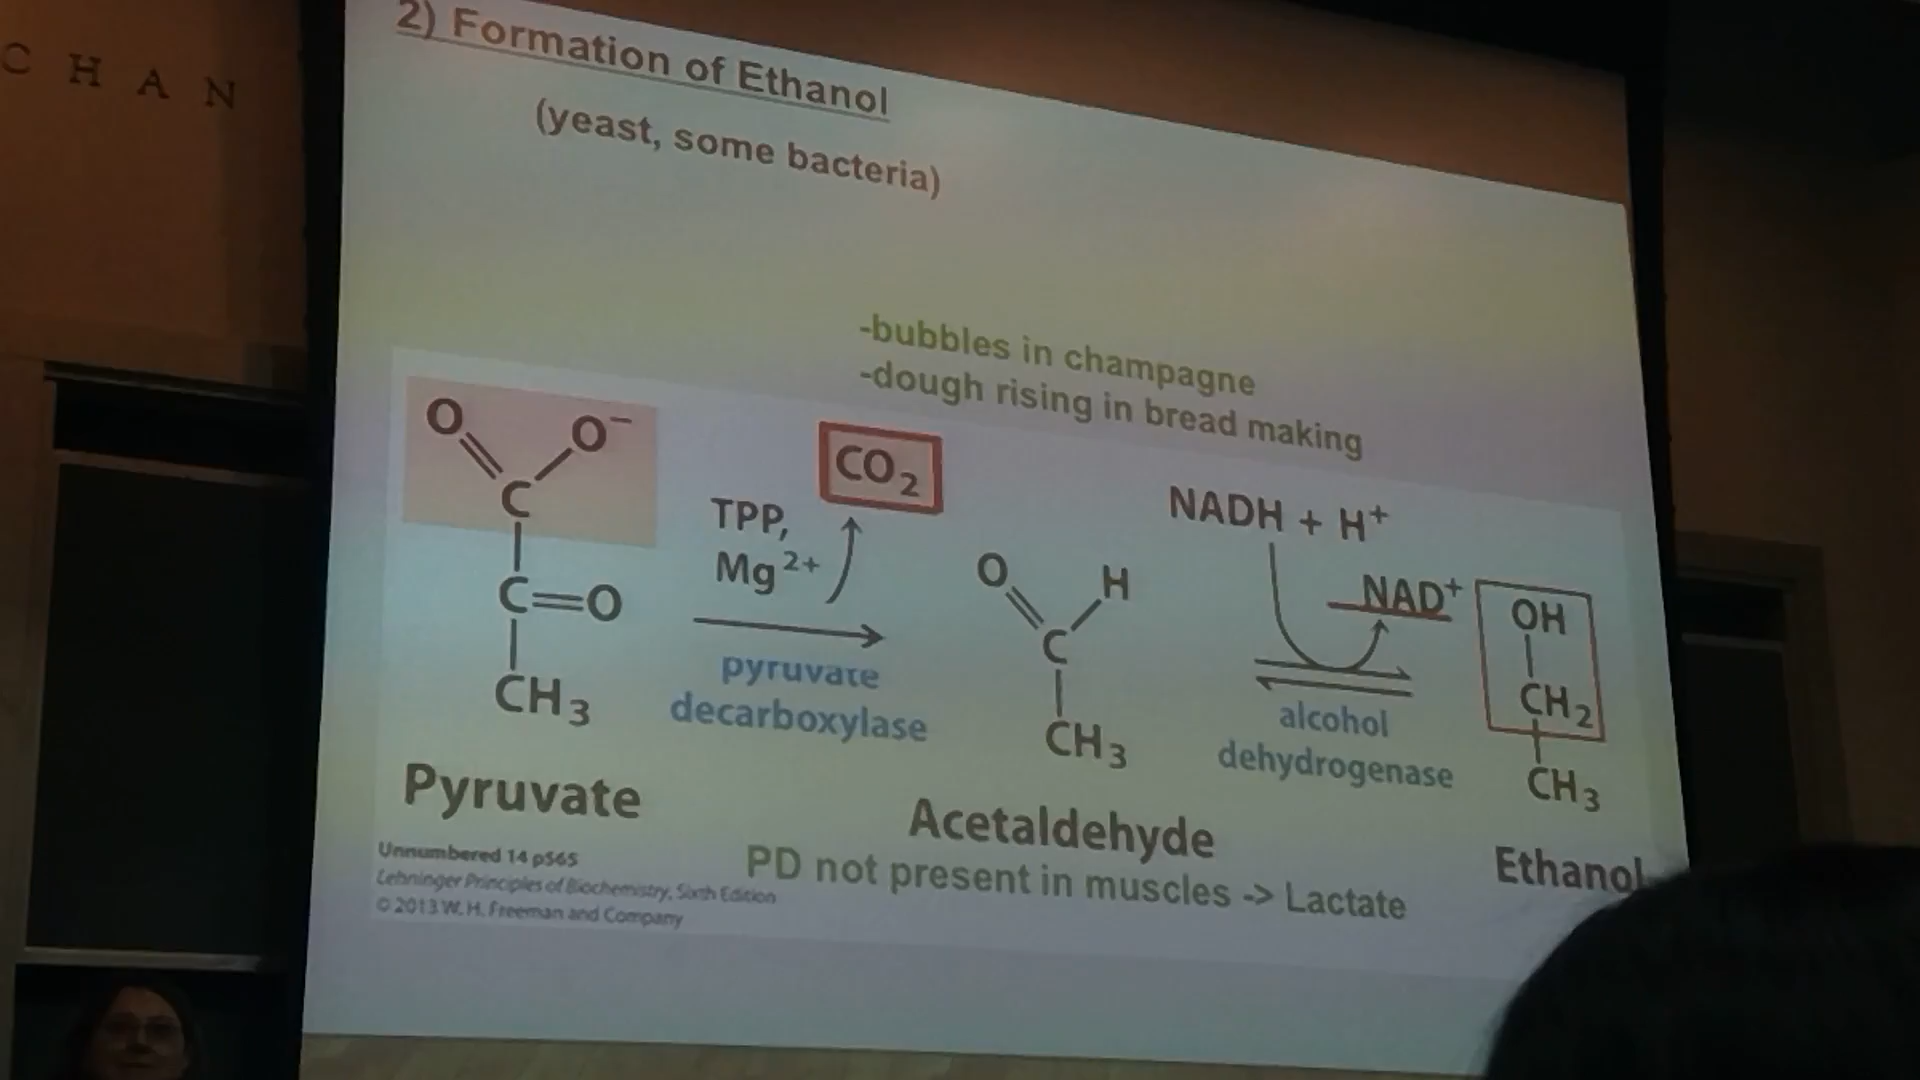 CHAN
2) Formation of Ethanol
(yeast, some bacteria)
-bubbles in champagne
-dough rising in bread making
O
O⁻
C
C=O
CH₃
Pyruvate
TPP,
Mg²⁺
CO₂
pyruvate
decarboxylase
O
H
C
CH₃
Acetaldehyde
NADH + H⁺
NAD⁺
alcohol
dehydrogenase
OH
CH₂
CH₃
Ethanol
PD not present in muscles -> Lactate
Unnumbered 14 p565
Lehninger Principles of Biochemistry, Sixth Edition
© 2013 W. H. Freeman and Company